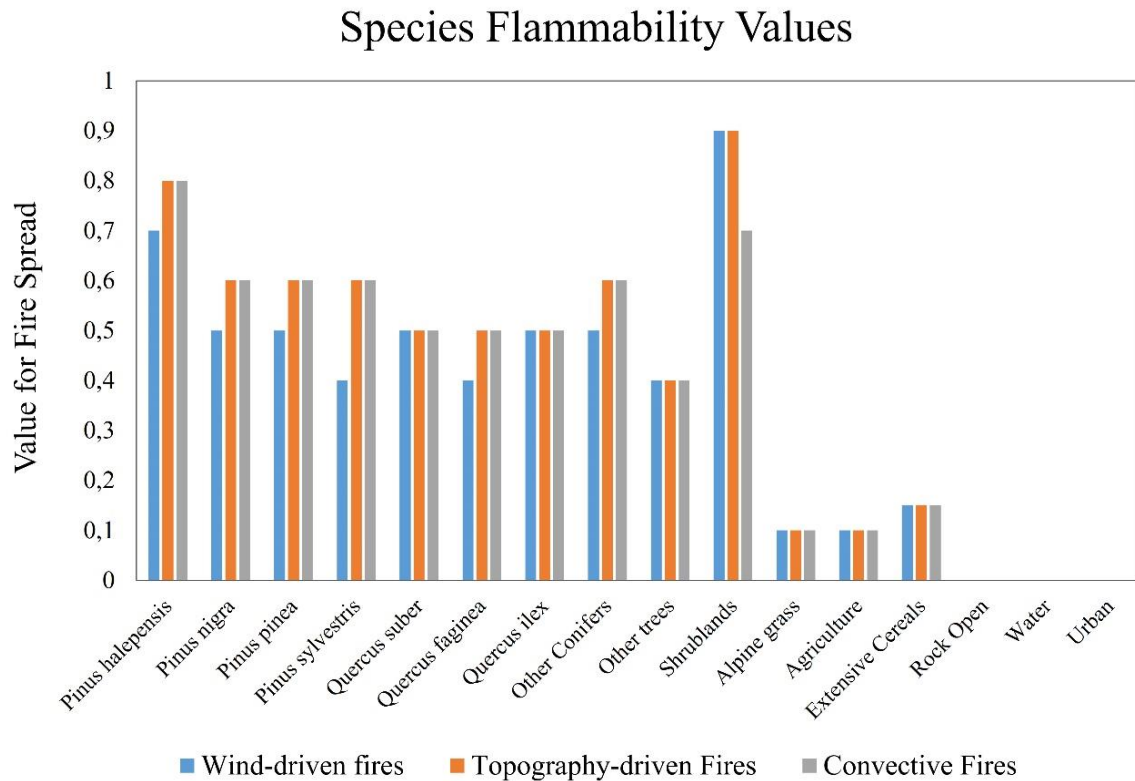 Species Flammability Values
Value for Fire Spread
1
0,9
0,8
0,7
0,6
0,5
0,4
0,3
0,2
0,1
0
Pinus halepensis
Pinus nigra
Pinus pinea
Pinus sylvestris
Quercus suber
Quercus faginea
Quercus ilex
Other Conifers
Other trees
Shrublands
Alpine grass
Agriculture
Extensive Cereals
Rock Open
Water
Urban
Wind-driven fires
Topography-driven Fires
Convective Fires